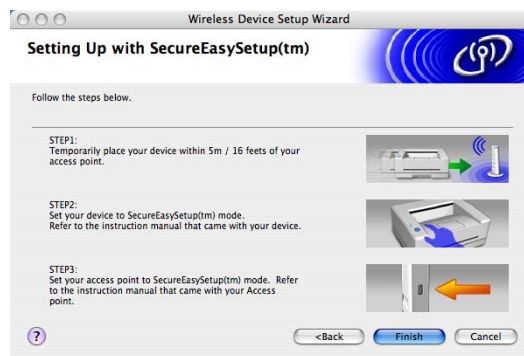 Wireless Device Setup Wizard
Setting Up with SecureEasySetup(tm)
Follow the steps below.
STEP1:
Temporarily place your device within 5m / 16 feets of your
access point.
STEP2:
Set your device to SecureEasySetup(tm) mode.
Refer to the instruction manual that came with your device.
STEP3:
Set your access point to SecureEasySetup(tm) mode.  Refer
to the instruction manual that came with your Access
point.
?
<Back
Finish
Cancel